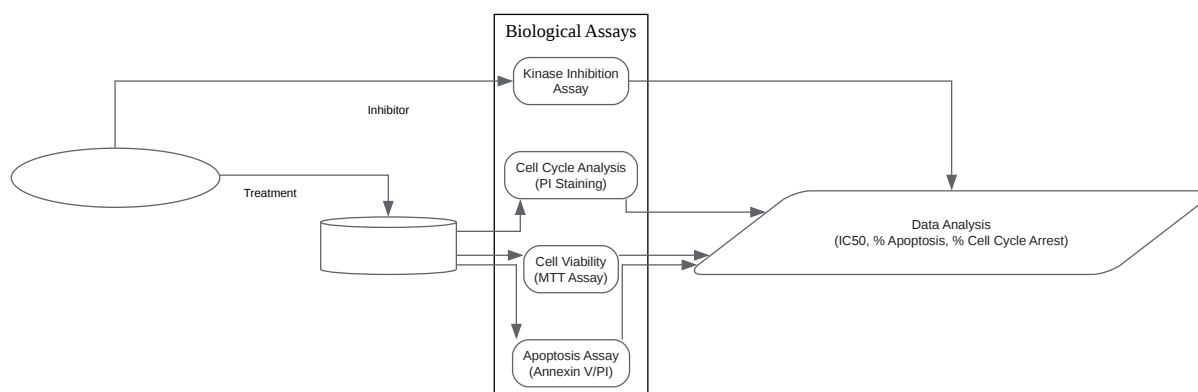 Biological Assays
Kinase Inhibition
Assay
Inhibitor
Cell Cycle Analysis
(PI Staining)
Treatment
Data Analysis
(IC50, % Apoptosis, % Cell Cycle Arrest)
Cell Viability
(MTT Assay)
Apoptosis Assay
(Annexin V/PI)